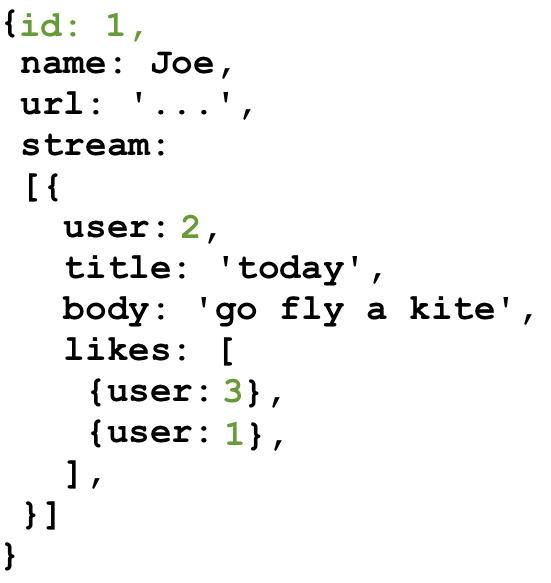 {id: 1,
name: Joe,
url: '...',
stream:
[{
user: 2,
title: 'today',
body: 'go fly a kite',
likes: [
{user: 3},
{user: 1},
],
}]
}